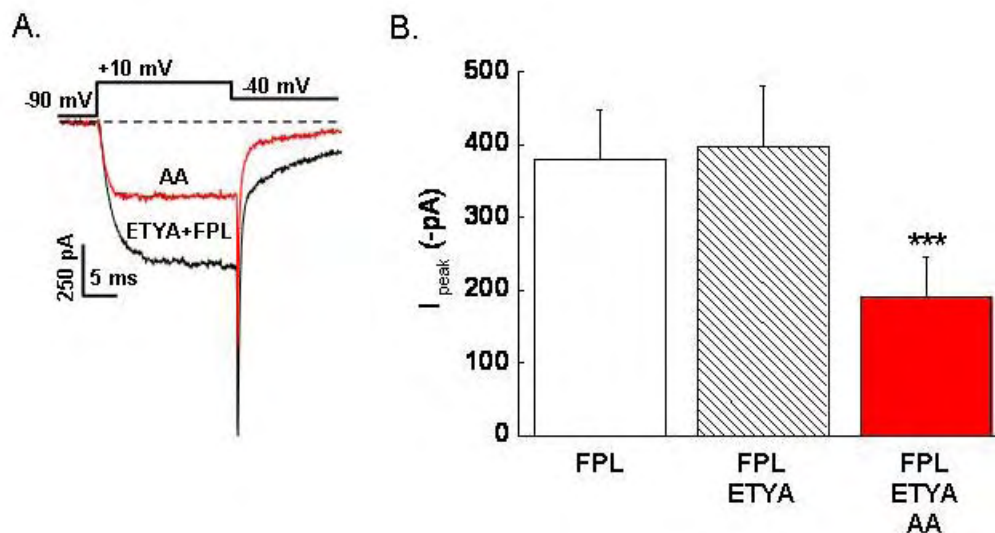 A.
+10 mV
-90 mV
-40 mV
AA
ETYA+FPL
250 pA
5 ms
B.
I peak (-pA)
500
400
300
200
100
0
***
FPL
FPL
ETYA
FPL
ETYA
AA